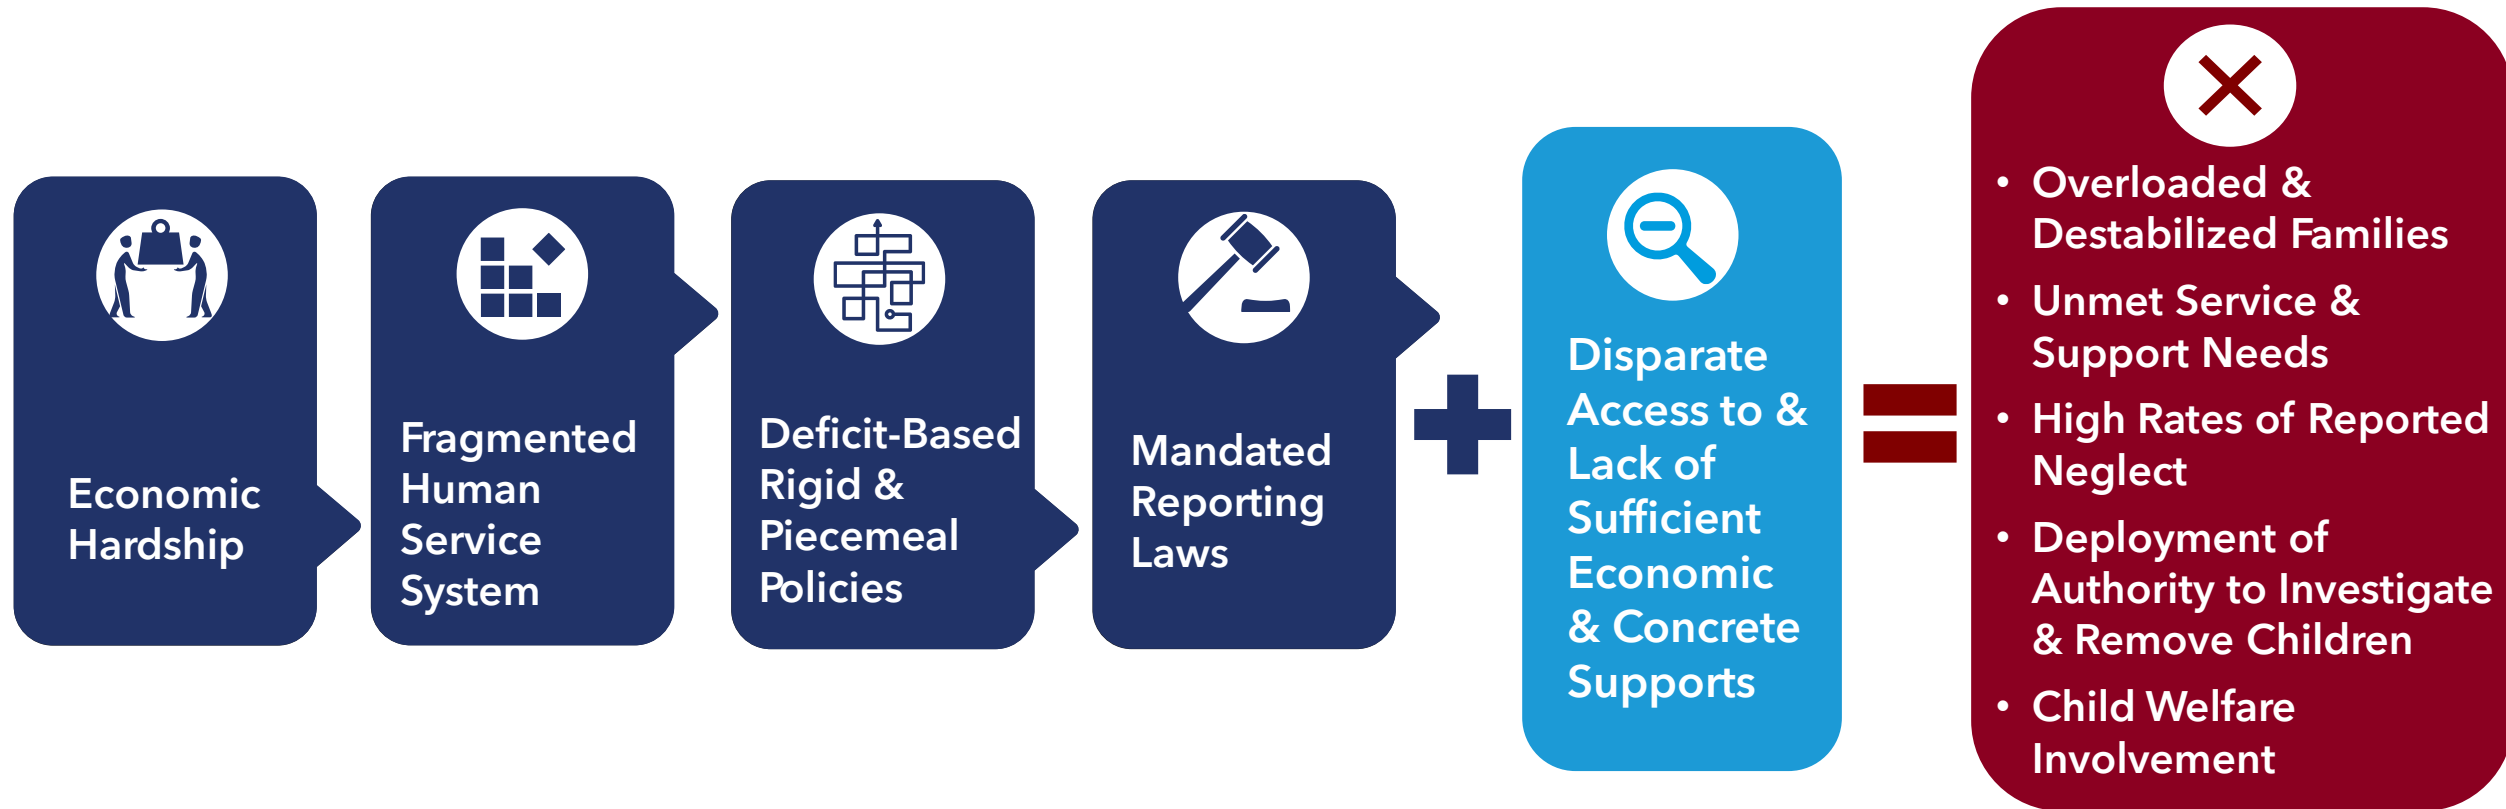 Economic
Hardship
Fragmented
Human
Service
System
Deficit-Based
Rigid &
Piecemeal
Policies
Mandated
Reporting
Laws
Disparate
Access to &
Lack of
Sufficient
Economic
& Concrete
Supports
• Overloaded &
Destabilized Families
• Unmet Service &
Support Needs
• High Rates of Reported
Neglect
• Deployment of
Authority to Investigate
& Remove Children
• Child Welfare
Involvement